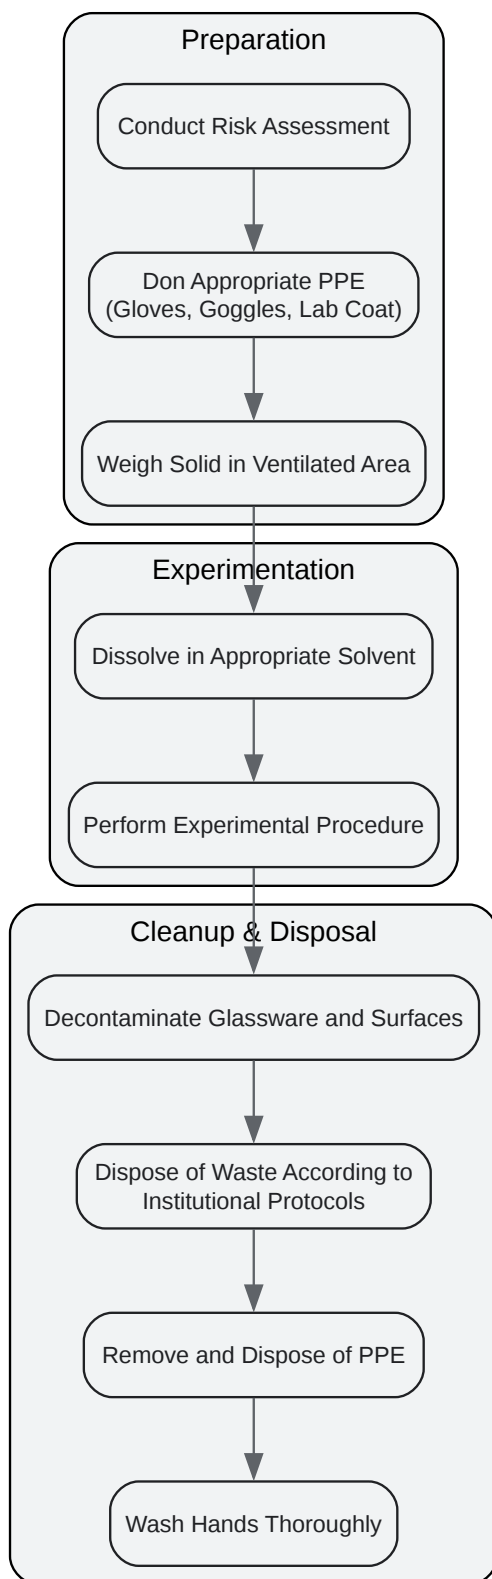 Preparation
Conduct Risk Assessment
Don Appropriate PPE
(Gloves, Goggles, Lab Coat)
Weigh Solid in Ventilated Area
Experimentation
Dissolve in Appropriate Solvent
Perform Experimental Procedure
Cleanup & Disposal
Decontaminate Glassware and Surfaces
Dispose of Waste According to
Institutional Protocols
Remove and Dispose of PPE
Wash Hands Thoroughly